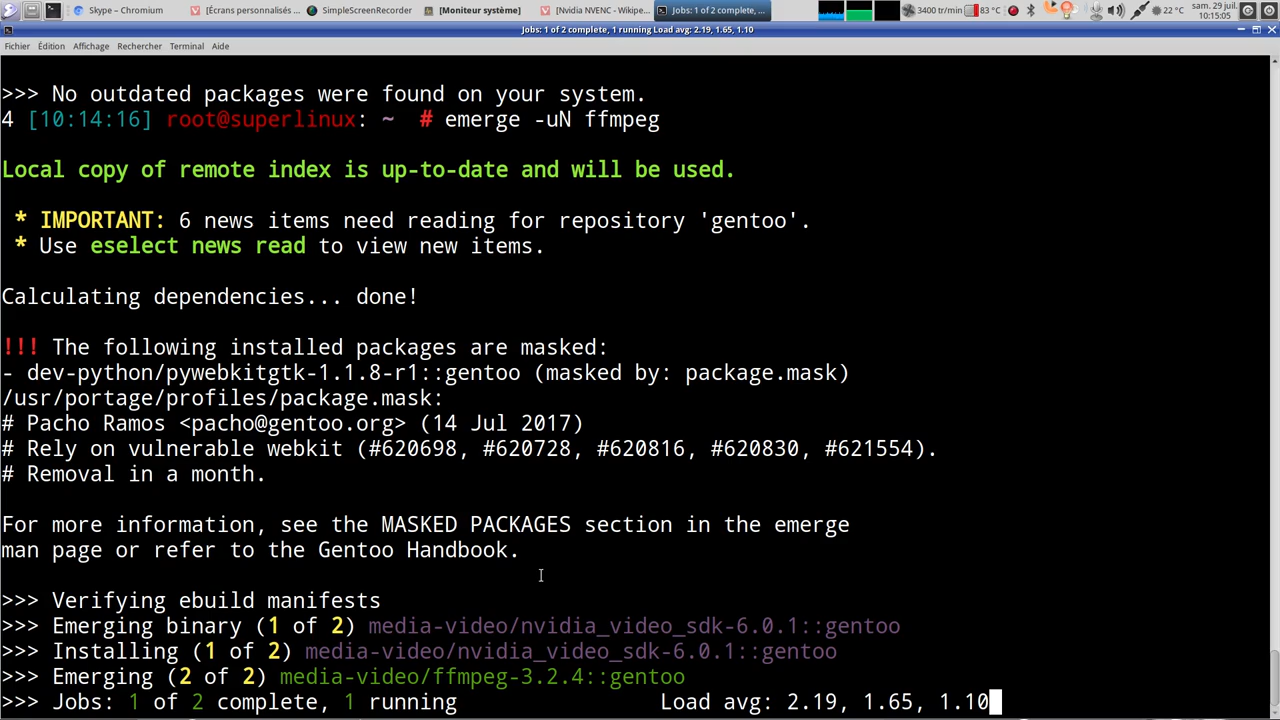 Skype – Chromium
[Écrans personnalisés ...
SimpleScreenRecorder
[Moniteur système]
[Nvidia NVENC - Wikipe...
Jobs: 1 of 2 complete, ...
3400 tr/min
83 °C
22 °C
sam. 29 juil.
10:15:05
Jobs: 1 of 2 complete, 1 running Load avg: 2.19, 1.65, 1.10
Fichier Édition Affichage Rechercher Terminal Aide
>>> No outdated packages were found on your system.
4 [10:14:16] root@superlinux: ~ # emerge -uN ffmpeg
Local copy of remote index is up-to-date and will be used.
* IMPORTANT: 6 news items need reading for repository 'gentoo'.
* Use eselect news read to view new items.
Calculating dependencies... done!
!!! The following installed packages are masked:
- dev-python/pywebkitgtk-1.1.8-r1::gentoo (masked by: package.mask)
/usr/portage/profiles/package.mask:
# Pacho Ramos <pacho@gentoo.org> (14 Jul 2017)
# Rely on vulnerable webkit (#620698, #620728, #620816, #620830, #621554).
# Removal in a month.
For more information, see the MASKED PACKAGES section in the emerge
man page or refer to the Gentoo Handbook.
>>> Verifying ebuild manifests
>>> Emerging binary (1 of 2) media-video/nvidia_video_sdk-6.0.1::gentoo
>>> Installing (1 of 2) media-video/nvidia_video_sdk-6.0.1::gentoo
>>> Emerging (2 of 2) media-video/ffmpeg-3.2.4::gentoo
>>> Jobs: 1 of 2 complete, 1 running Load avg: 2.19, 1.65, 1.10